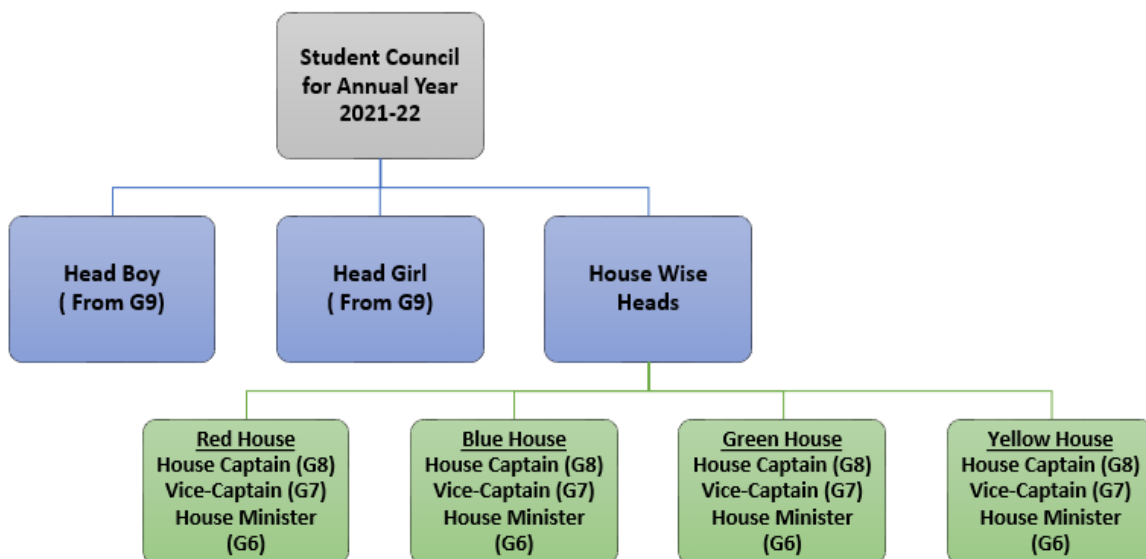 Student Council
for Annual Year
2021-22
Head Boy
( From G9)
Head Girl
( From G9)
House Wise
Heads
Red House
House Captain (G8)
Vice-Captain (G7)
House Minister
(G6)
Blue House
House Captain (G8)
Vice-Captain (G7)
House Minister
(G6)
Green House
House Captain (G8)
Vice-Captain (G7)
House Minister
(G6)
Yellow House
House Captain (G8)
Vice-Captain (G7)
House Minister
(G6)